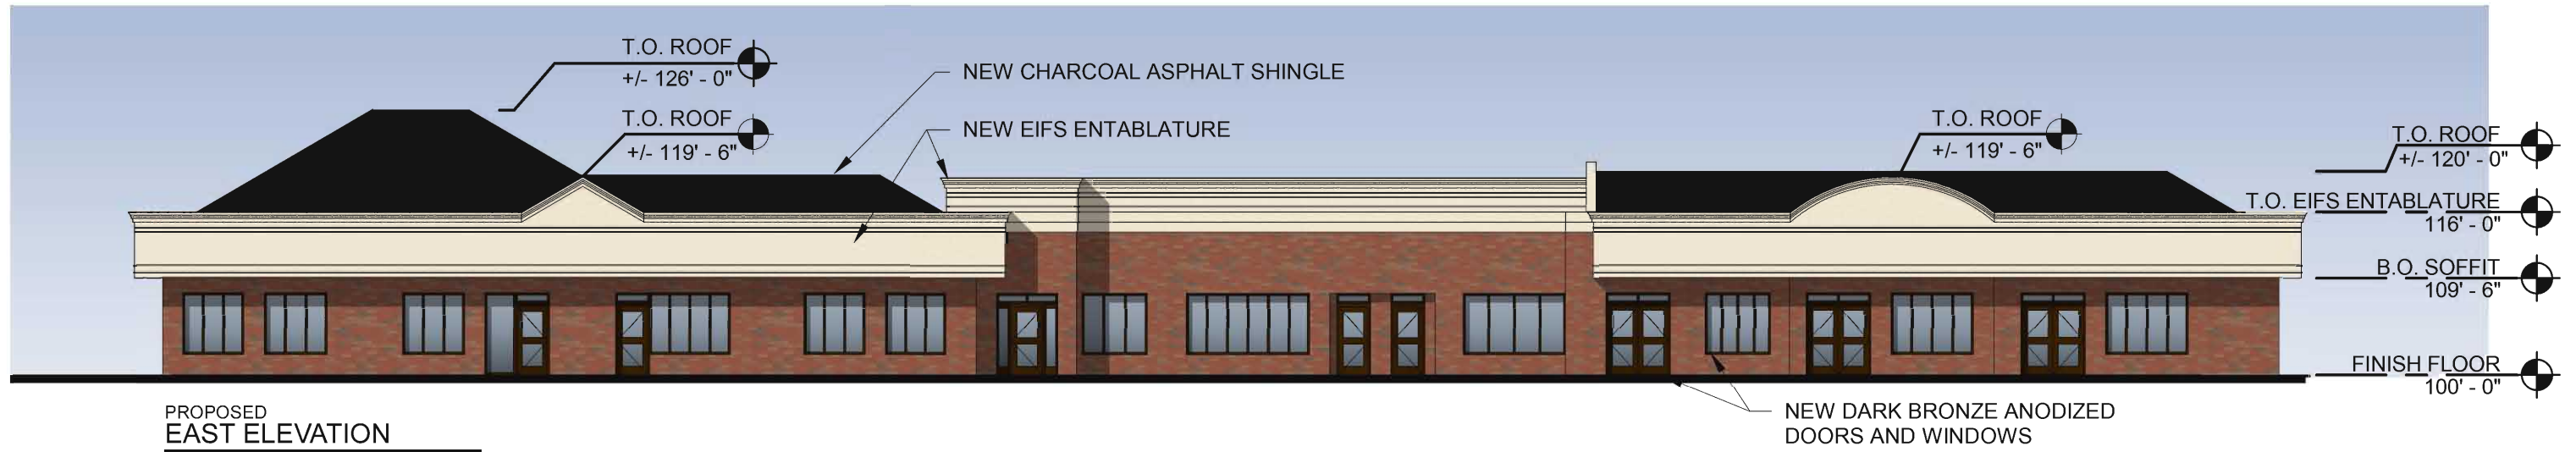 T.O. ROOF
+/- 126' - 0"
T.O. ROOF
+/- 119' - 6"
NEW CHARCOAL ASPHALT SHINGLE
NEW EIFS ENTABLATURE
T.O. ROOF
+/- 119' - 6"
T.O. ROOF
+/- 120' - 0"
T.O. EIFS ENTABLATURE
116' - 0"
B.O. SOFFIT
109' - 6"
FINISH FLOOR
100' - 0"
NEW DARK BRONZE ANODIZED
DOORS AND WINDOWS
PROPOSED
EAST ELEVATION